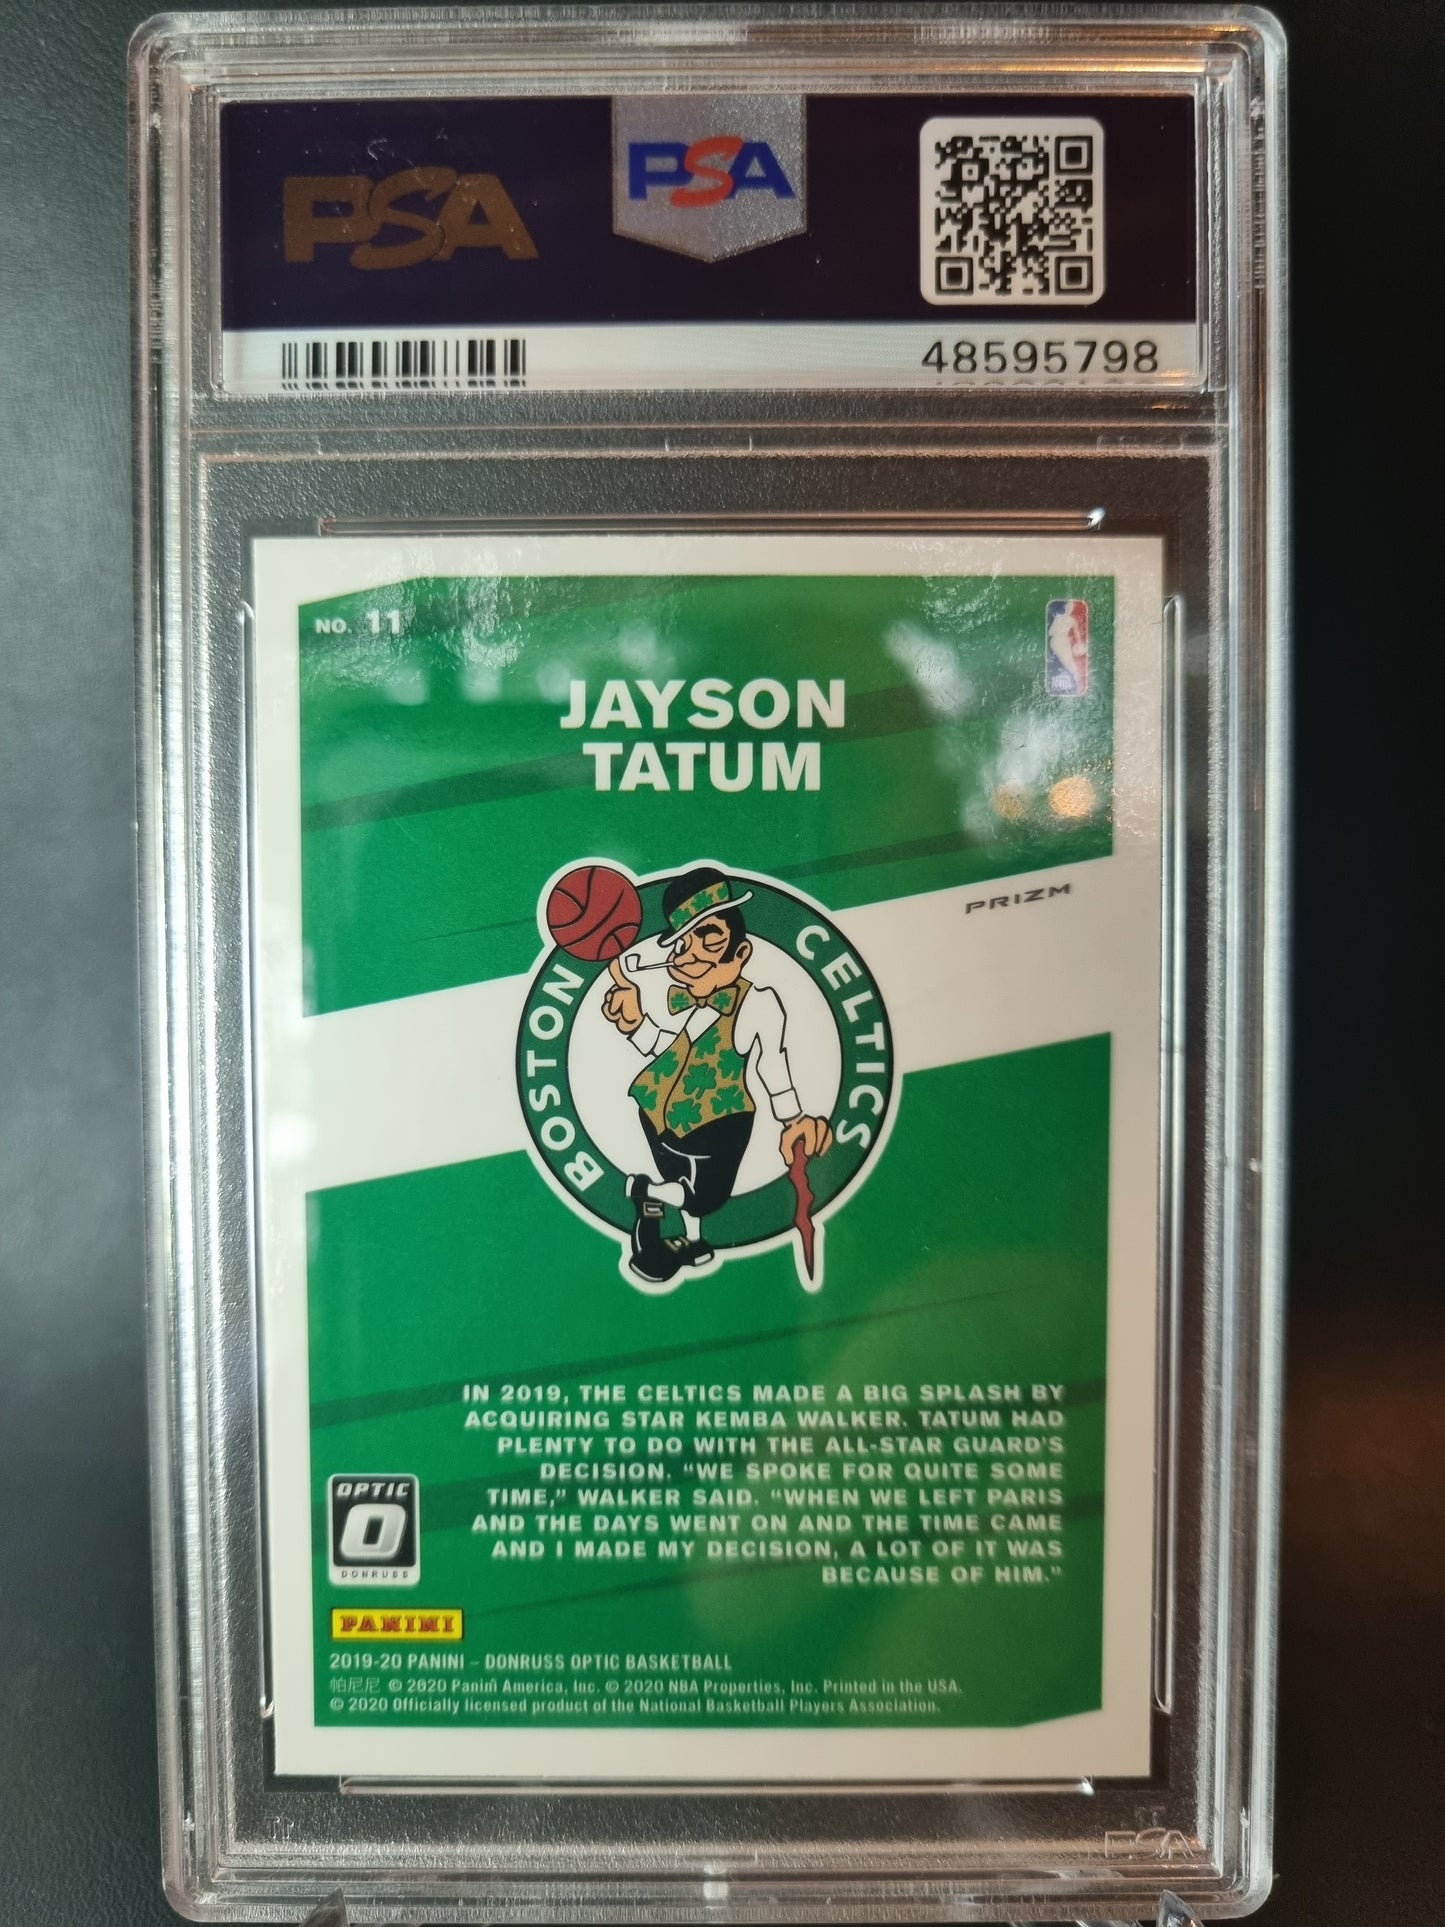 PSA
PSA
48595798
NO. 11
JAYSON
TATUM
PRIZM
BOSTON CELTICS
IN 2019, THE CELTICS MADE A BIG SPLASH BY
ACQUIRING STAR KEMBA WALKER. TATUM HAD
PLENTY TO DO WITH THE ALL-STAR GUARD'S
DECISION. "WE SPOKE FOR QUITE SOME
TIME," WALKER SAID. "WHEN WE LEFT PARIS
AND THE DAYS WENT ON AND THE TIME CAME
AND I MADE MY DECISION, A LOT OF IT WAS
BECAUSE OF HIM."
OPTIC
DONRUSS
PANINI
2019-20 PANINI – DONRUSS OPTIC BASKETBALL
帕尼尼 © 2020 Panini America, Inc. © 2020 NBA Properties, Inc. Printed in the USA.
© 2020 Officially licensed product of the National Basketball Players Association.
PSA